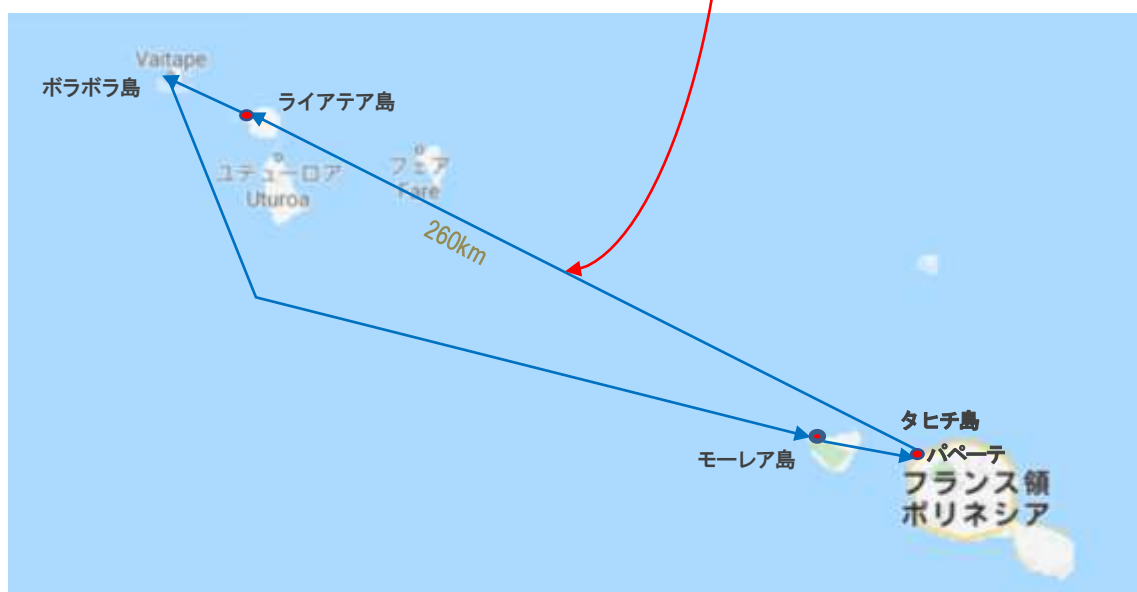 Vaitape
ボラボラ島
ライアテア島
ユテューロア
Uturoa
フェア
Fare
260km
タヒチ島
パペーテ
モーレア島
フランス領
ポリネシア